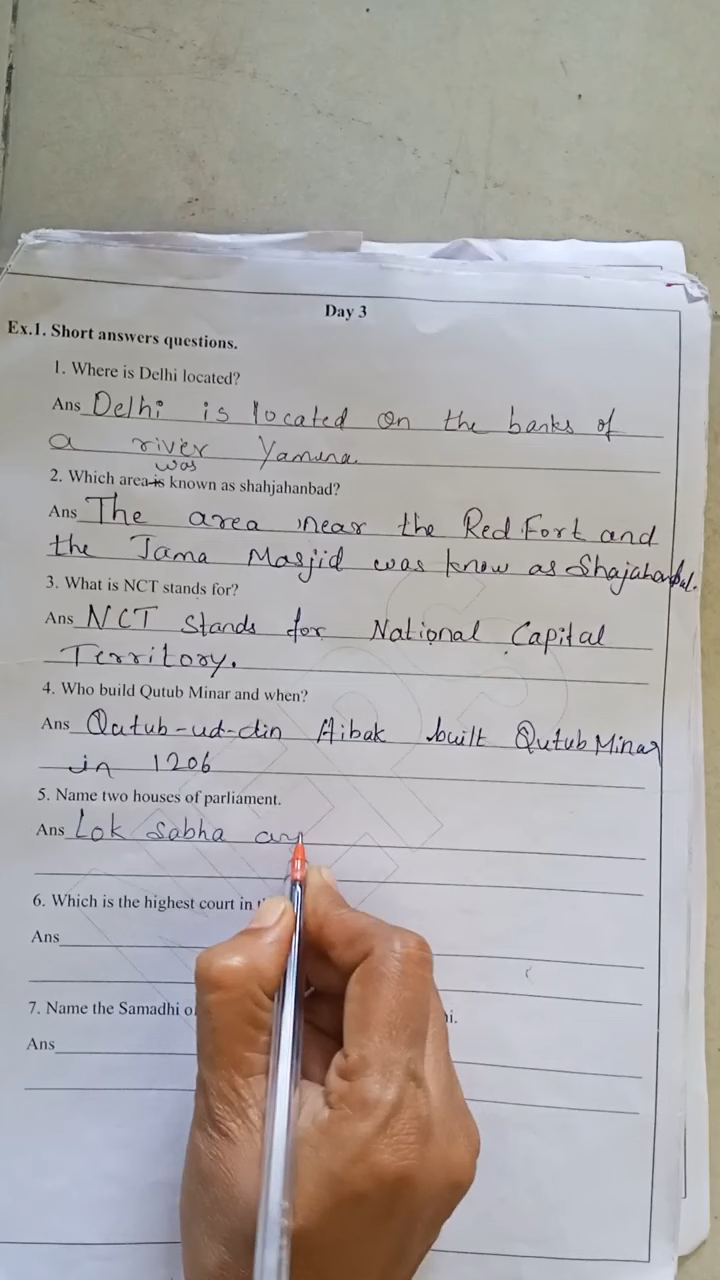 Day 3
Ex.1. Short answers questions.
1. Where is Delhi located?
Ans Delhi is located on the banks of
a river Yamuna
was
2. Which area is known as shahjahanbad?
Ans The area near the Red Fort and
the Jama Masjid was know as Shajahanbad.
3. What is NCT stands for?
Ans NCT stands for National Capital
Territory.
4. Who build Qutub Minar and when?
Ans Qutub-ud-din Aibak built Qutub Minar
in 1206
5. Name two houses of parliament.
Ans Lok Sabha an
6. Which is the highest court in
Ans
7. Name the Samadhi
Ans